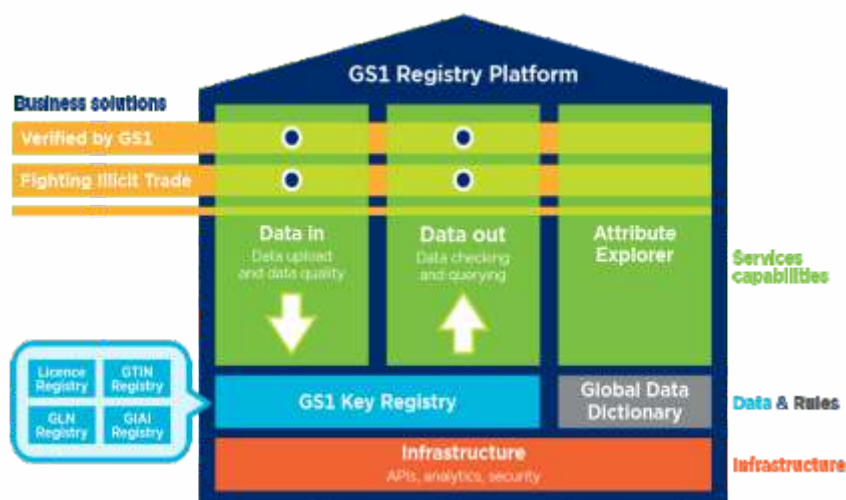 GS1 Registry Platform
Business solutions
Verified by GS1
Fighting Illicit Trade
Data in
Data upload
and data quality
Data out
Data checking
and querying
Attribute
Explorer
Services
capabilities
Licence
Registry
GTIN
Registry
GLN
Registry
GIAI
Registry
GS1 Key Registry
Global Data
Dictionary
Data & Rules
Infrastructure
APIs, analytics, security
Infrastructure